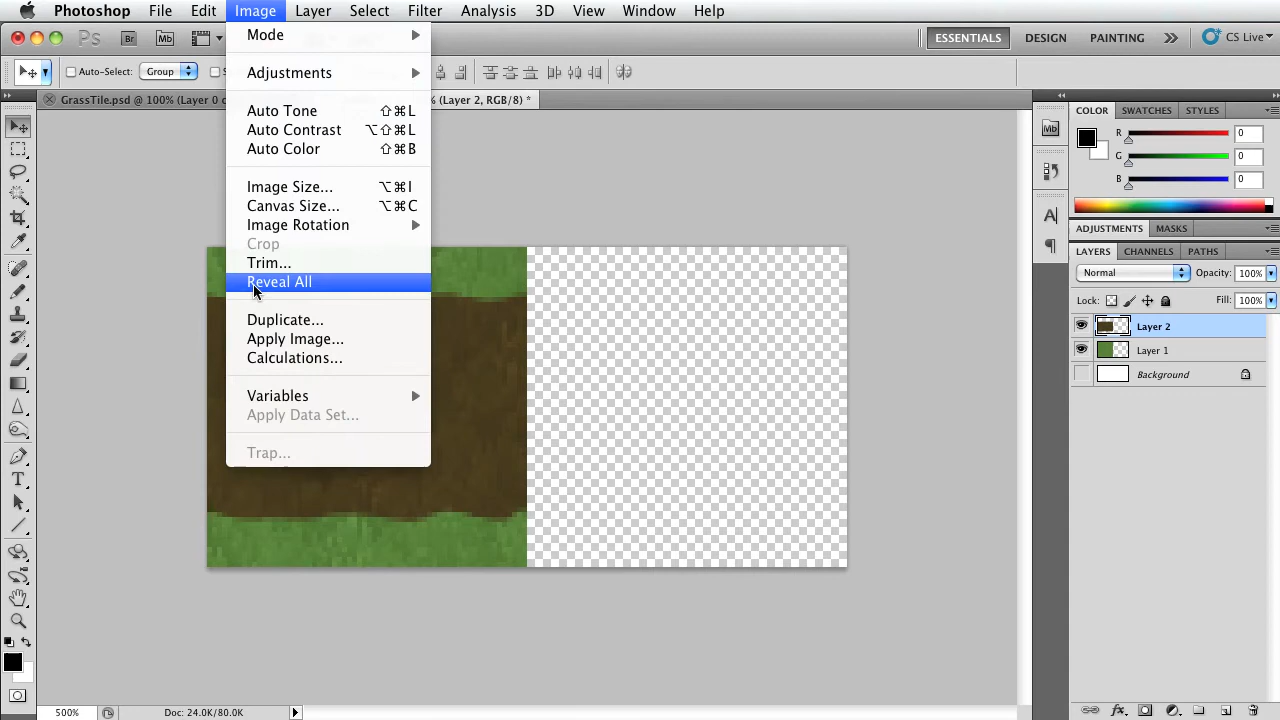 Photoshop File Edit Image Layer Select Filter Analysis 3D View Window Help
Ps Br Mb ESSENTIALS DESIGN PAINTING CS Live
Auto-Select: Group
GrassTile.psd @ 100% (Layer 0 % (Layer 2, RGB/8) *
Mode
Adjustments
Auto Tone ⇧⌘L
Auto Contrast ⌥⇧⌘L
Auto Color ⇧⌘B
Image Size... ⌥⌘I
Canvas Size... ⌥⌘C
Image Rotation
Crop
Trim...
Reveal All
Duplicate...
Apply Image...
Calculations...
Variables
Apply Data Set...
Trap...
Mb
COLOR SWATCHES STYLES
R 0
G 0
B 0
ADJUSTMENTS MASKS
LAYERS CHANNELS PATHS
Normal Opacity: 100%
Lock: Fill: 100%
Layer 2
Layer 1
Background
500% Doc: 24.0K/80.0K